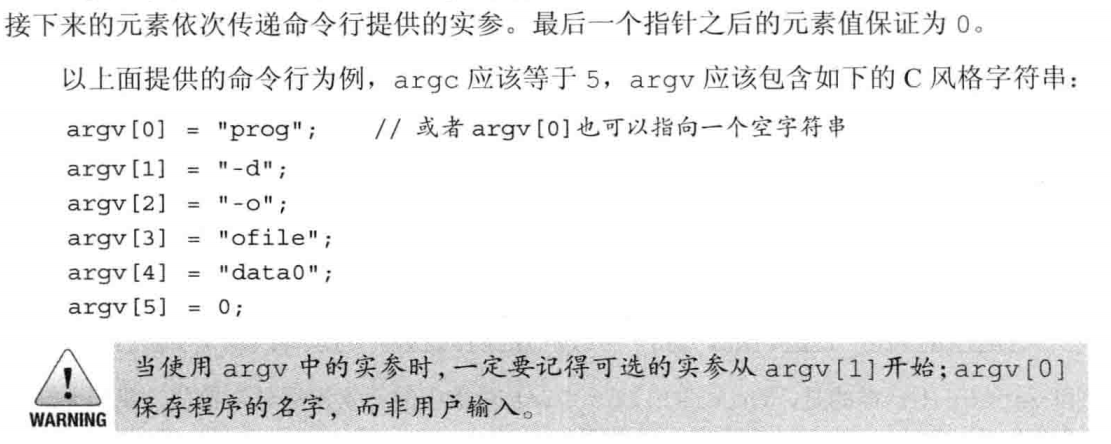 接下来的元素依次传递命令行提供的实参。最后一个指针之后的元素值保证为 0。
以上面提供的命令行为例，argc 应该等于 5，argv 应该包含如下的 C 风格字符串：
argv[0] = "prog";    // 或者 argv[0]也可以指向一个空字符串
argv[1] = "-d";
argv[2] = "-o";
argv[3] = "ofile";
argv[4] = "data0";
argv[5] = 0;
当使用 argv 中的实参时，一定要记得可选的实参从 argv[1]开始；argv[0]
保存程序的名字，而非用户输入。
WARNING